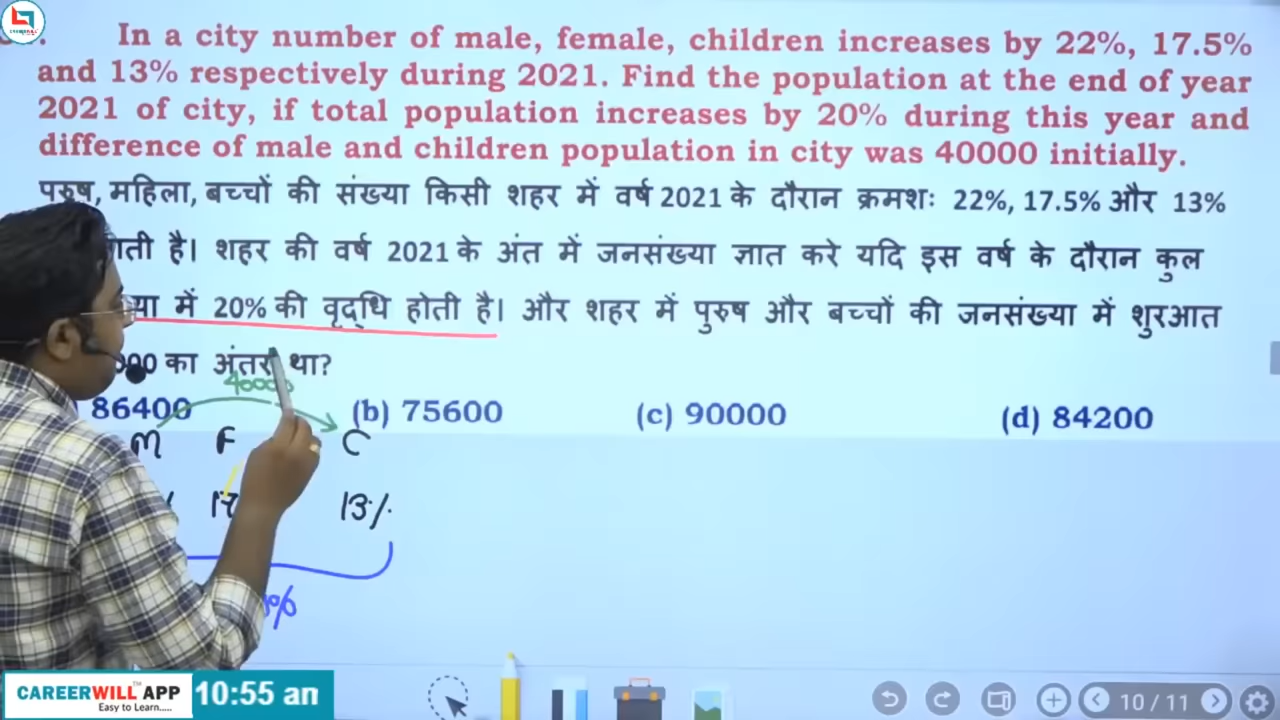 CAREERWILL
In a city number of male, female, children increases by 22%, 17.5%
and 13% respectively during 2021. Find the population at the end of year
2021 of city, if total population increases by 20% during this year and
difference of male and children population in city was 40000 initially.
पुरुष, महिला, बच्चों की संख्या किसी शहर में वर्ष 2021 के दौरान क्रमशः 22%, 17.5% और 13%
है। शहर की वर्ष 2021 के अंत में जनसंख्या ज्ञात करे यदि इस वर्ष के दौरान कुल
में 20% की वृद्धि होती है। और शहर में पुरुष और बच्चों की जनसंख्या में शुरआत
का अंतर था?
40000
86400 (b) 75600 (c) 90000 (d) 84200
M F C
13%
CAREERWILL APP 10:55 an
Easy to Learn.....
10 / 11